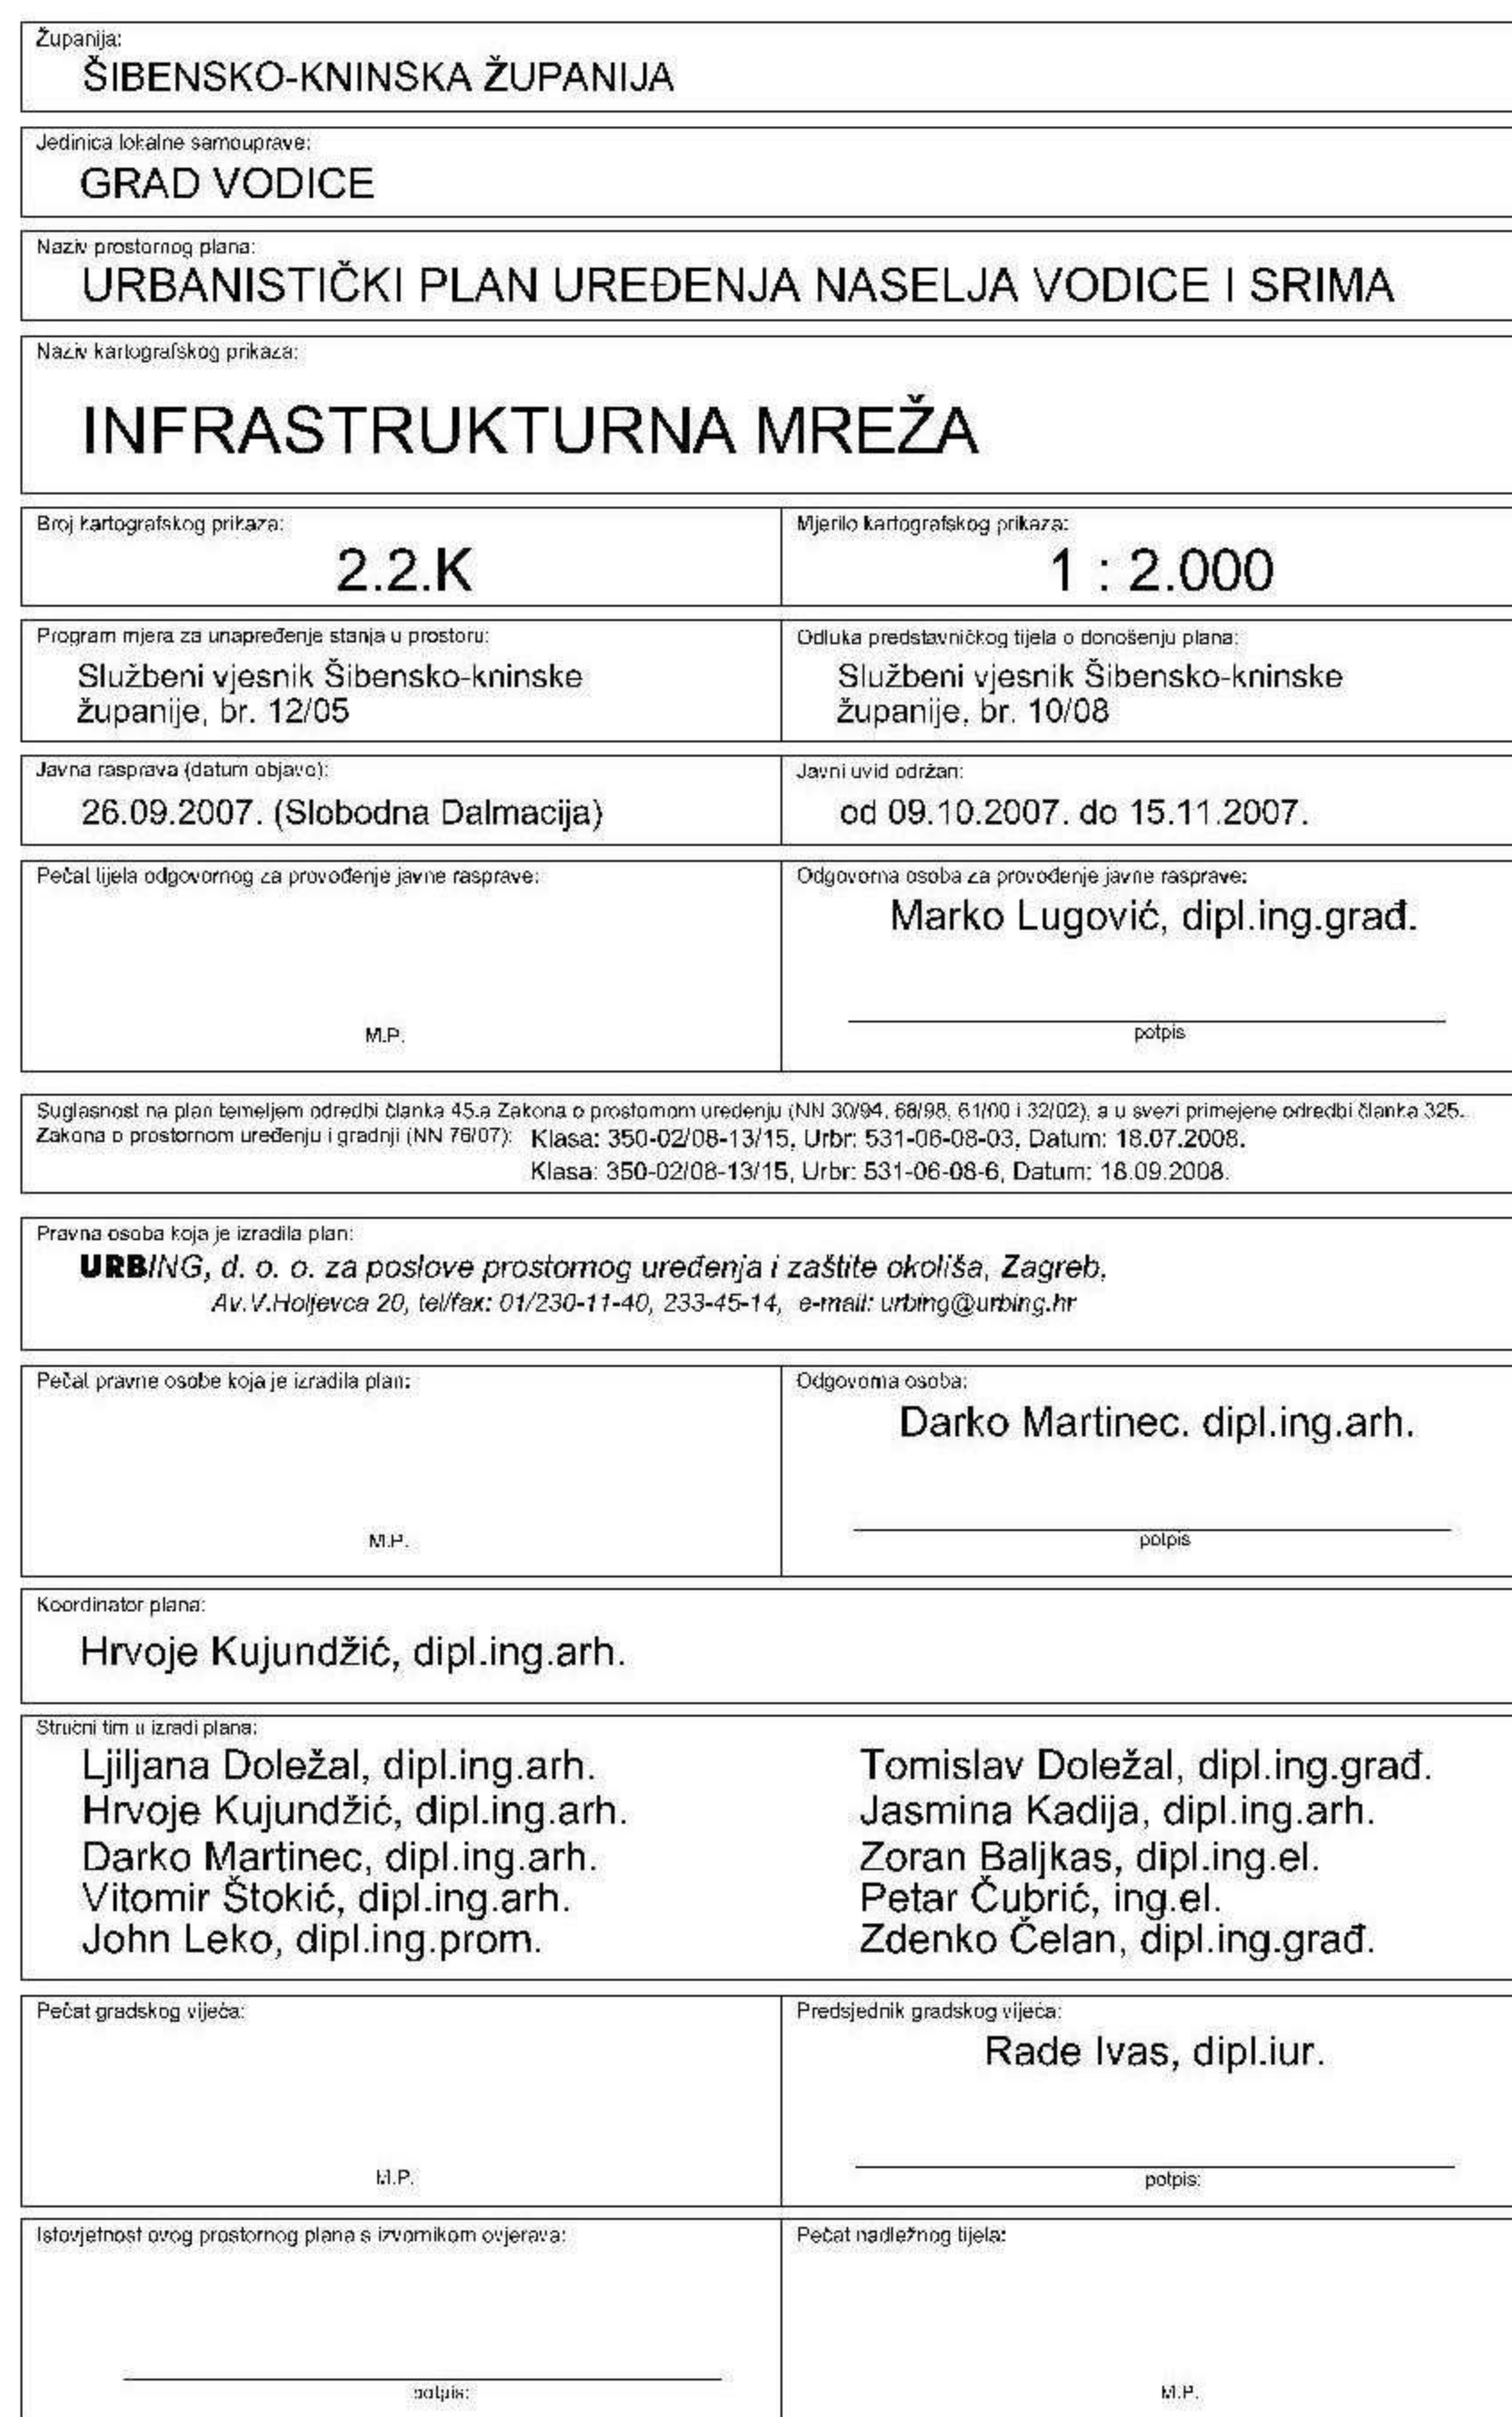 Županija:
ŠIBENSKO-KNINSKA ŽUPANIJA
Jedinica lokalne samouprave:
GRAD VODICE
Naziv prostornog plana:
URBANISTIČKI PLAN UREĐENJA NASELJA VODICE I SRIMA
Naziv kartografskog prikaza:
INFRASTRUKTURNA MREŽA
Broj kartografskog prikaza:
2.2.K
Mjerilo kartografskog prikaza:
1 : 2.000
Program mjera za unapređenje stanja u prostoru:
Službeni vjesnik Šibensko-kninske
županije, br. 12/05
Odluka predstavničkog tijela o donošenju plana:
Službeni vjesnik Šibensko-kninske
županije, br. 10/08
Javna rasprava (datum objave):
26.09.2007. (Slobodna Dalmacija)
Javni uvid održan:
od 09.10.2007. do 15.11.2007.
Pečat tijela odgovornog za provođenje javne rasprave:
M.P.
Odgovorna osoba za provođenje javne rasprave:
Marko Lugović, dipl.ing.građ.
potpis
Suglasnost na plan temeljem odredbi članka 45.a Zakona o prostornom uređenju (NN 30/94, 68/98, 61/00 i 32/02), a u svezi primjene odredbi članka 325.
Zakona o prostornom uređenju i gradnji (NN 76/07): Klasa: 350-02/08-13/15, Urbr: 531-06-08-03, Datum: 18.07.2008.
Klasa: 350-02/08-13/15, Urbr: 531-06-08-6, Datum: 18.09.2008.
Pravna osoba koja je izradila plan:
URBING, d. o. o. za poslove prostornog uređenja i zaštite okoliša, Zagreb,
Av.V.Holjevca 20, tel/fax: 01/230-11-40, 233-45-14, e-mail: urbing@urbing.hr
Pečat pravne osobe koja je izradila plan:
M.P.
Odgovorna osoba:
Darko Martinec. dipl.ing.arh.
potpis
Koordinator plana:
Hrvoje Kujundžić, dipl.ing.arh.
Stručni tim u izradi plana:
Ljiljana Doležal, dipl.ing.arh.
Hrvoje Kujundžić, dipl.ing.arh.
Darko Martinec, dipl.ing.arh.
Vitomir Štokić, dipl.ing.arh.
John Leko, dipl.ing.prom.
Tomislav Doležal, dipl.ing.građ.
Jasmina Kadija, dipl.ing.arh.
Zoran Baljkas, dipl.ing.el.
Petar Čubrić, ing.el.
Zdenko Čelan, dipl.ing.građ.
Pečat gradskog vijeća:
M.P.
Predsjednik gradskog vijeća:
Rade Ivas, dipl.iur.
potpis:
Istovjetnost ovog prostornog plana s izvornikom ovjerava:
potpis:
Pečat nadležnog tijela:
M.P.